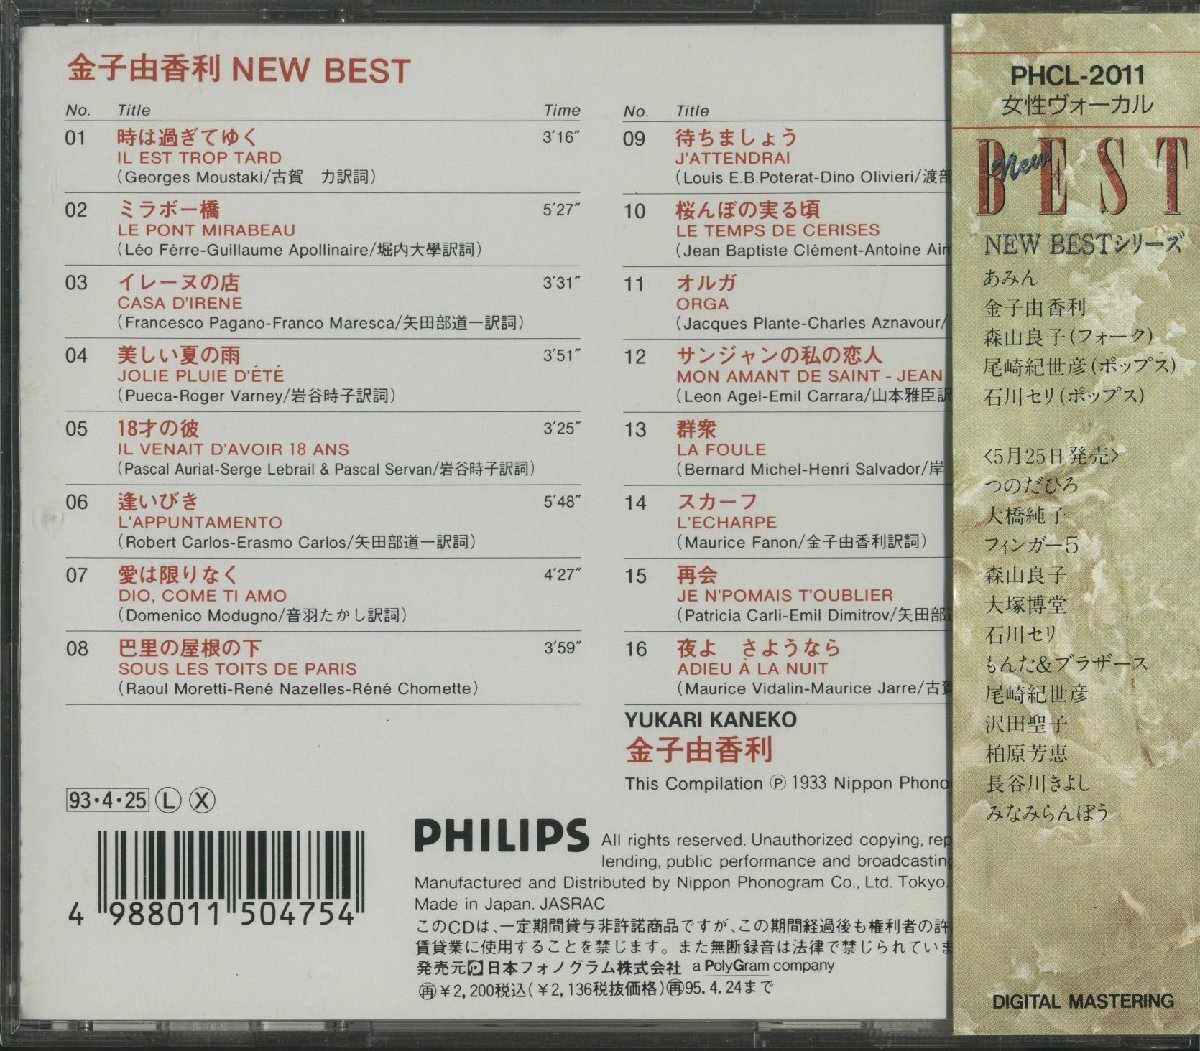 金子由香利 NEW BEST
No. Title Time
01 時は過ぎてゆく 3'16"
IL EST TROP TARD
(Georges Moustaki/古賀 力訳詞)
02 ミラボー橋 5'27"
LE PONT MIRABEAU
(Léo Férre-Guillaume Apollinaire/堀内大學訳詞)
03 イレーヌの店 3'31"
CASA D'IRENE
(Francesco Pagano-Franco Maresca/矢田部道一訳詞)
04 美しい夏の雨 3'51"
JOLIE PLUIE D'ÉTÉ
(Pueca-Roger Varney/岩谷時子訳詞)
05 18才の彼 3'25"
IL VENAIT D'AVOIR 18 ANS
(Pascal Auriat-Serge Lebrail & Pascal Servan/岩谷時子訳詞)
06 逢いびき 5'48"
L'APPUNTAMENTO
(Robert Carlos-Erasmo Carlos/矢田部道一訳詞)
07 愛は限りなく 4'27"
DIO, COME TI AMO
(Domenico Modugno/音羽たかし訳詞)
08 巴里の屋根の下 3'59"
SOUS LES TOITS DE PARIS
(Raoul Moretti-René Nazelles-Réné Chomette)
No. Title
09 待ちましょう
J'ATTENDRAI
(Louis E.B.Poterat-Dino Olivieri/渡部
10 桜んぼの実る頃
LE TEMPS DE CERISES
(Jean Baptiste Clément-Antoine Aim
11 オルガ
ORGA
(Jacques Plante-Charles Aznavour/
12 サンジャンの私の恋人
MON AMANT DE SAINT - JEAN
(Leon Agel-Emil Carrara/山本雅臣訳
13 群衆
LA FOULE
(Bernard Michel-Henri Salvador/岸
14 スカーフ
L'ECHARPE
(Maurice Fanon/金子由香利訳詞)
15 再会
JE N'POMAIS T'OUBLIER
(Patricia Carli-Emil Dimitrov/矢田部
16 夜よ さようなら
ADIEU À LA NUIT
(Maurice Vidalin-Maurice Jarre/古賀
YUKARI KANEKO
金子由香利
This Compilation Ⓟ 1933 Nippon Phono
93・4・25 Ⓛ Ⓧ
4 988011 504754
PHILIPS
All rights reserved. Unauthorized copying, rep
lending, public performance and broadcasting
Manufactured and Distributed by Nippon Phonogram Co., Ltd. Tokyo.
Made in Japan. JASRAC
このCDは、一定期間貸与非許諾商品ですが、この期間経過後も権利者の許
賃貸業に使用することを禁じます。また無断録音は法律で禁じられていま
発売元 日本フォノグラム株式会社 a PolyGram company
㊞¥2,200税込(¥2,136税抜価格)再95.4.24まで
PHCL-2011
女性ヴォーカル
New BEST
NEW BESTシリーズ
あみん
金子由香利
森山良子(フォーク)
尾崎紀世彦(ポップス)
石川セリ(ポップス)
〈5月25日発売〉
つのだひろ
大橋純子
フィンガー5
森山良子
大塚博堂
石川セリ
もんた&ブラザース
尾崎紀世彦
沢田聖子
柏原芳恵
長谷川きよし
みなみらんぼう
DIGITAL MASTERING